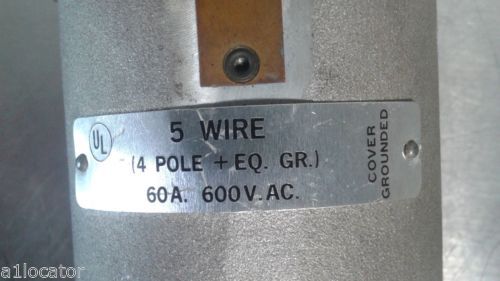 UL
5 WIRE
(4 POLE + EQ. GR.)
60A. 600V. AC.
COVER
GROUNDED
a1locator